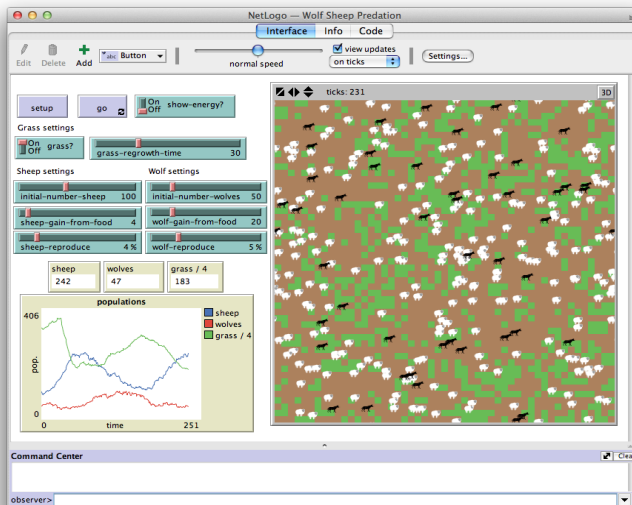 NetLogo — Wolf Sheep Predation
Interface Info Code
Edit Delete Add abc Button normal speed view updates on ticks Settings...
setup go On Off show-energy?
ticks: 231 3D
Grass settings
On Off grass? grass-regrowth-time 30
Sheep settings Wolf settings
initial-number-sheep 100 initial-number-wolves 50
sheep-gain-from-food 4 wolf-gain-from-food 20
sheep-reproduce 4 % wolf-reproduce 5 %
sheep wolves grass / 4
242 47 183
populations
406
pop.
0
0 time 251
sheep
wolves
grass / 4
Command Center
observer>